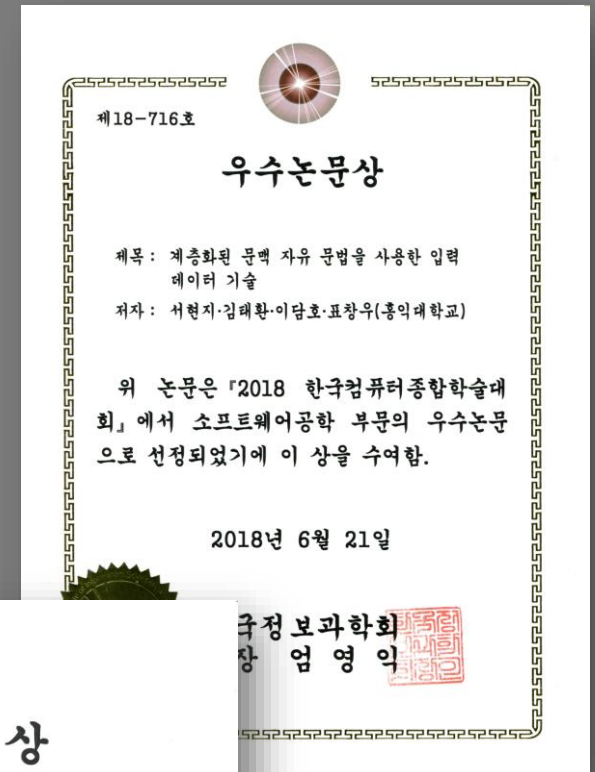 제18-716호
우수논문상
제목 : 계층화된 문맥 자유 문법을 사용한 입력
데이터 기술
저자 : 서현지·김태환·이담호·표창우(홍익대학교)
위 논문은 『2018 한국컴퓨터종합학술대
회』에서 소프트웨어공학 부문의 우수논문
으로 선정되었기에 이 상을 수여함.
2018년 6월 21일
국정보과학회
장 엄영익
상